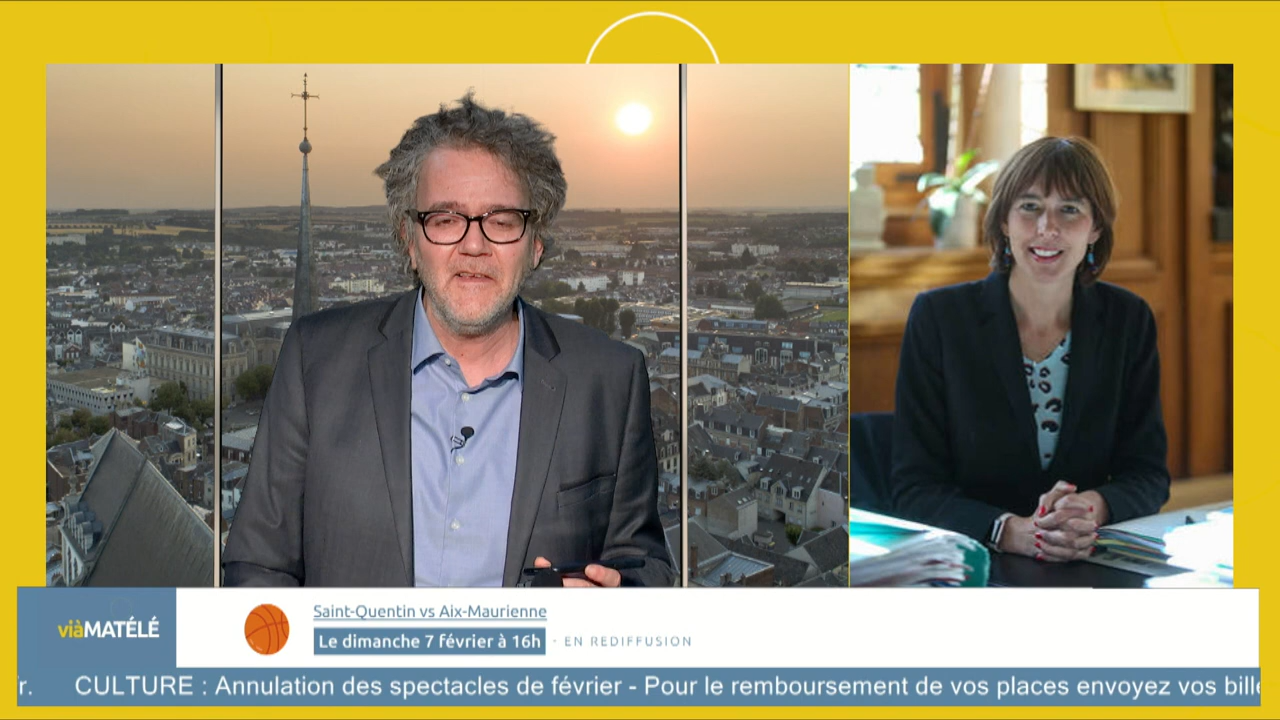 Saint-Quentin vs Aix-Maurienne
viàMATÉLÉ
Le dimanche 7 février à 16h · EN REDIFFUSION
r. CULTURE : Annulation des spectacles de février - Pour le remboursement de vos places envoyez vos bille